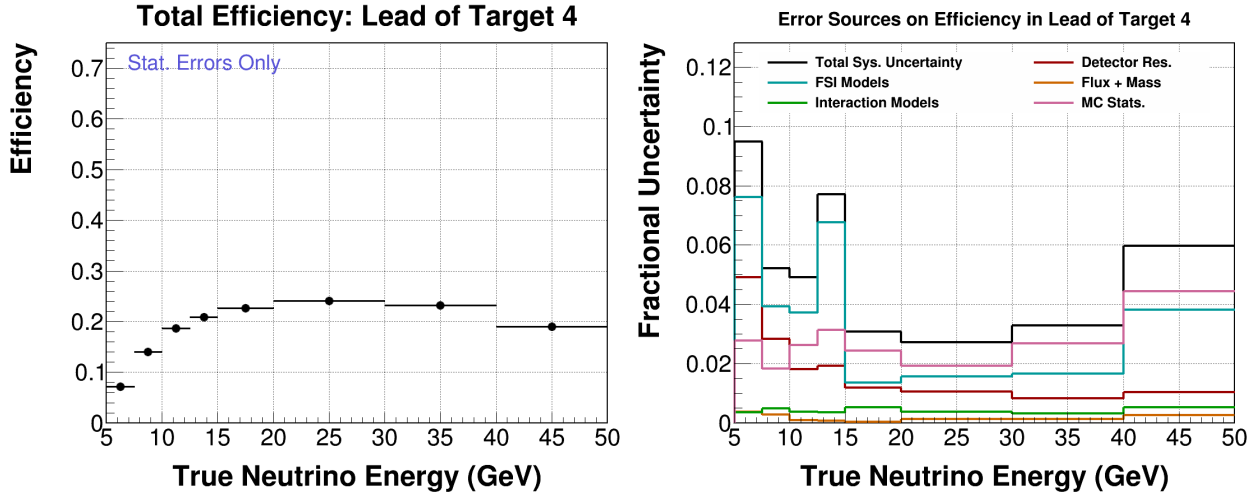 Total Efficiency: Lead of Target 4
Efficiency
Stat. Errors Only
0.7
0.6
0.5
0.4
0.3
0.2
0.1
0
5 10 15 20 25 30 35 40 45 50
True Neutrino Energy (GeV)
Error Sources on Efficiency in Lead of Target 4
Fractional Uncertainty
Total Sys. Uncertainty
FSI Models
Interaction Models
Detector Res.
Flux + Mass
MC Stats.
0.12
0.1
0.08
0.06
0.04
0.02
0
5 10 15 20 25 30 35 40 45 50
True Neutrino Energy (GeV)